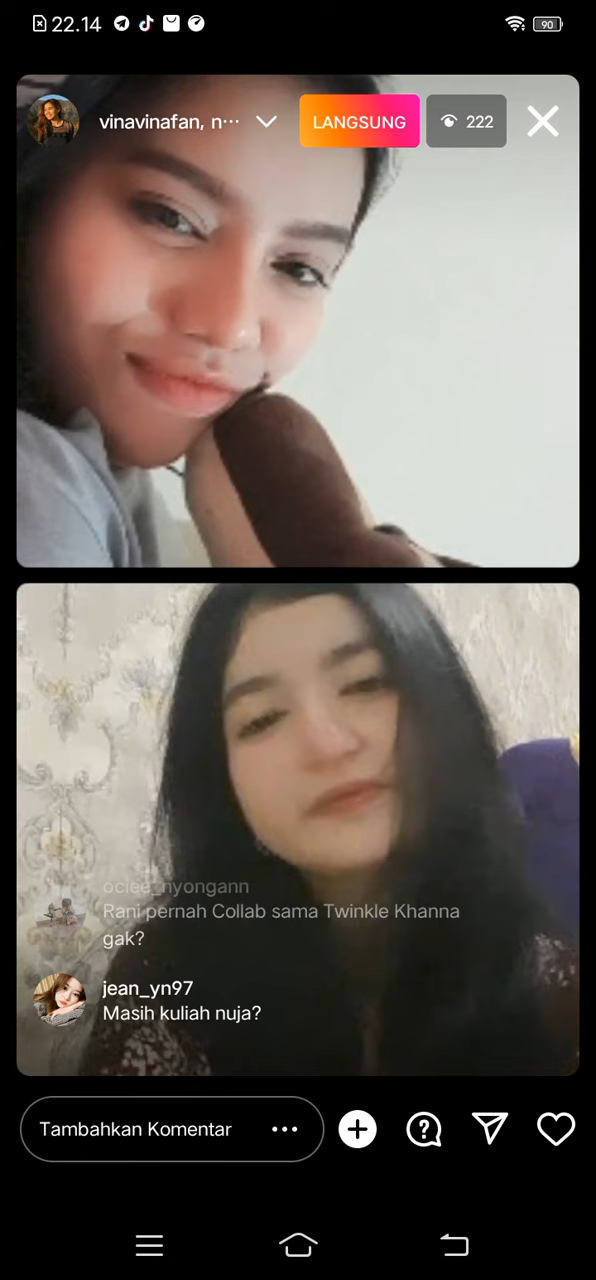 22.14
90
vinavinafan, n...
LANGSUNG
222
ociee_nyongann
Rani pernah Collab sama Twinkle Khanna
gak?
jean_yn97
Masih kuliah nuja?
Tambahkan Komentar